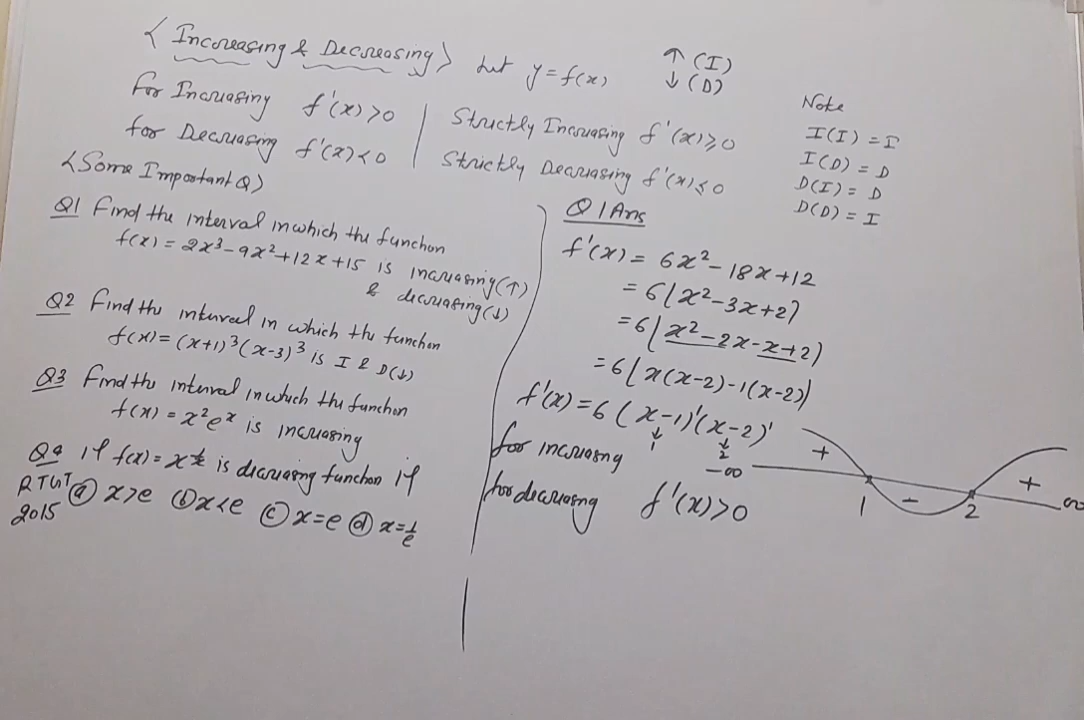 < Increasing & Decreasing > Let y = f(x) ↑ (I)
↓ (D)
for Increasing f'(x) > 0 | Strictly Increasing f'(x) ⩾ 0
for Decreasing f'(x) < 0 | Strictly Decreasing f'(x) ⩽ 0
Note
I(I) = I
I(D) = D
D(I) = D
D(D) = I
<Some Important Q>
Q1 Find the interval in which the function
f(x) = 2x³ - 9x² + 12x + 15 is increasing (↑)
& decreasing (↓)
Q2 Find the interval in which the function
f(x) = (x+1)³ (x-3)³ is I & D(↓)
Q3 Find the interval in which the function
f(x) = x²eˣ is increasing
Q4 if f(x) = x^1/x is decreasing function if
RTGT ⓐ x>e ⓑ x<e ⓒ x=e ⓓ x=1/e
2015
Q1 Ans
f'(x) = 6x² - 18x + 12
= 6(x² - 3x + 2)
= 6(x² - 2x - x + 2)
= 6(x(x-2) - 1(x-2))
f'(x) = 6 (x-1)'(x-2)'
↓ ↓
1 2
for increasing
for decreasing f'(x) > 0
-∞ + 1 - 2 + ∞